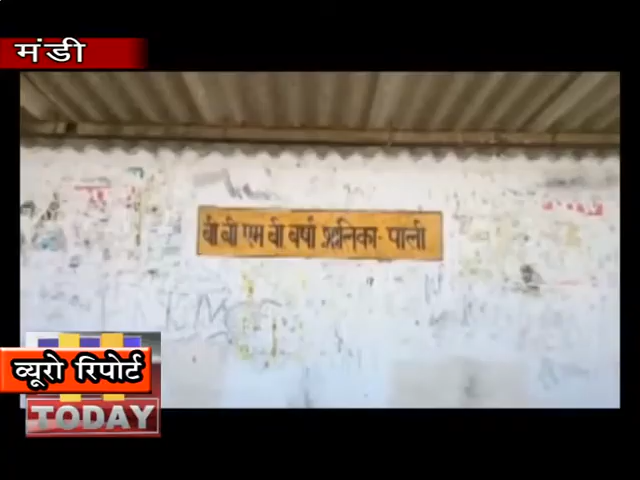 मंडी
बी बी एम बी वर्षा शालिका- पाली
व्यूरो रिपोर्ट
TODAY